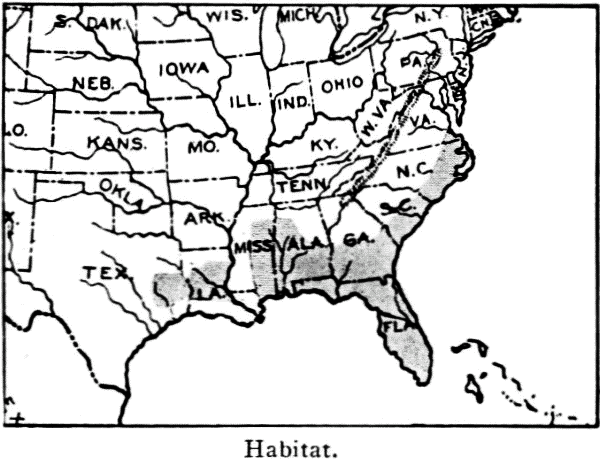 S. DAK.
WIS.
MICH.
N.Y.
PA.
NEB.
IOWA
ILL.
IND.
OHIO
W. VA.
VA.
KANS.
MO.
KY.
N.C.
TENN.
S.C.
OKLA.
ARK.
MISS.
ALA.
GA.
TEX.
LA.
FLA.
Habitat.